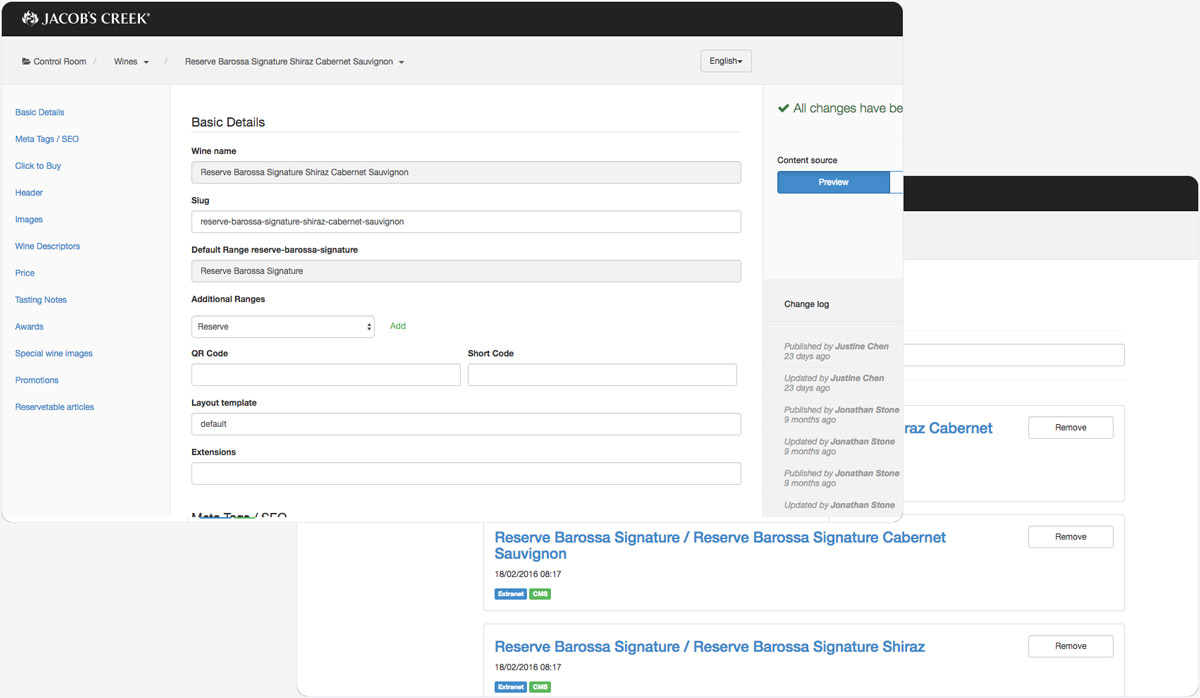 JACOB'S CREEK®
Control Room / Wines / Reserve Barossa Signature Shiraz Cabernet Sauvignon
English
Basic Details
Meta Tags / SEO
Click to Buy
Header
Images
Wine Descriptors
Price
Tasting Notes
Awards
Special wine images
Promotions
Reservetable articles
Basic Details
Wine name
Reserve Barossa Signature Shiraz Cabernet Sauvignon
Slug
reserve-barossa-signature-shiraz-cabernet-sauvignon
Default Range reserve-barossa-signature
Reserve Barossa Signature
Additional Ranges
Reserve
Add
QR Code
Short Code
Layout template
default
Extensions
Meta Tags / SEO
All changes have be
Content source
Preview
Change log
Published by Justine Chen
23 days ago
Updated by Justine Chen
23 days ago
Published by Jonathan Stone
9 months ago
Updated by Jonathan Stone
9 months ago
Published by Jonathan Stone
9 months ago
Updated by Jonathan Stone
raz Cabernet
Remove
Reserve Barossa Signature / Reserve Barossa Signature Cabernet
Sauvignon
Remove
18/02/2016 08:17
Extranet CMS
Reserve Barossa Signature / Reserve Barossa Signature Shiraz
Remove
18/02/2016 08:17
Extranet CMS